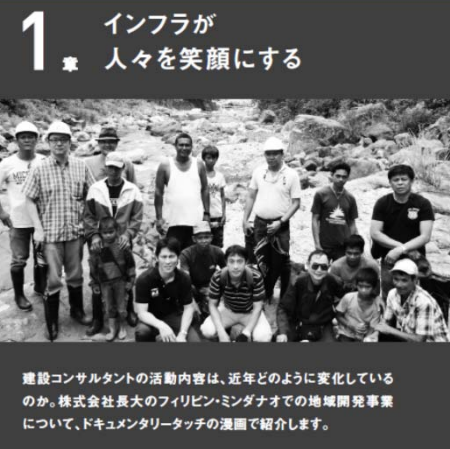 1章
インフラが
人々を笑顔にする
建設コンサルタントの活動内容は、近年どのように変化している
のか。株式会社長大のフィリピン・ミンダナオでの地域開発事業
について、ドキュメンタリータッチの漫画で紹介します。